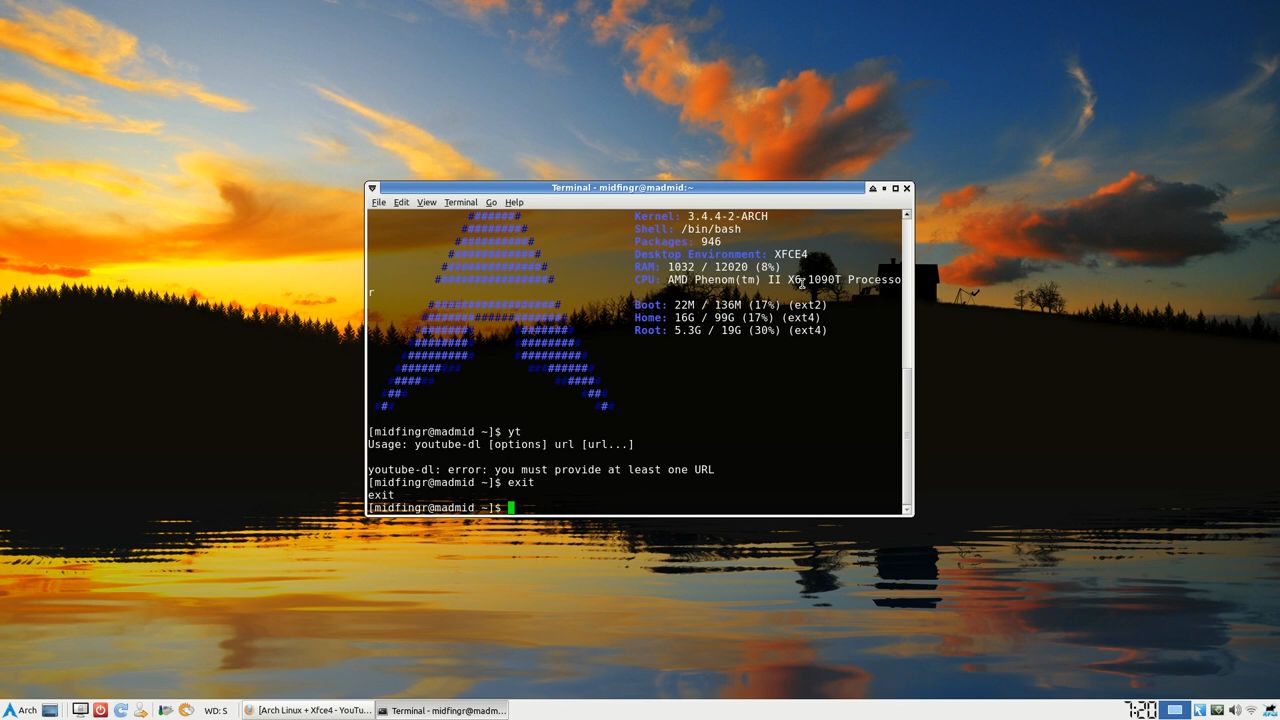 Terminal - midfingr@madmid:~
File Edit View Terminal Go Help
#######
Kernel: 3.4.4-2-ARCH
#########
Shell: /bin/bash
###########
Packages: 946
#############
Desktop Environment: XFCE4
###############
RAM: 1032 / 12020 (8%)
#################
CPU: AMD Phenom(tm) II X6 1090T Processo
r
###################
Boot: 22M / 136M (17%) (ext2)
#####################
Home: 16G / 99G (17%) (ext4)
######## ########
Root: 5.3G / 19G (30%) (ext4)
######### #########
########## ##########
########## #########
####### #######
#### ####
### ###
[midfingr@madmid ~]$ yt
Usage: youtube-dl [options] url [url...]
youtube-dl: error: you must provide at least one URL
[midfingr@madmid ~]$ exit
exit
[midfingr@madmid ~]$
Arch WD: S [Arch Linux + Xfce4 - YouTu... Terminal - midfingr@madm... 7:20